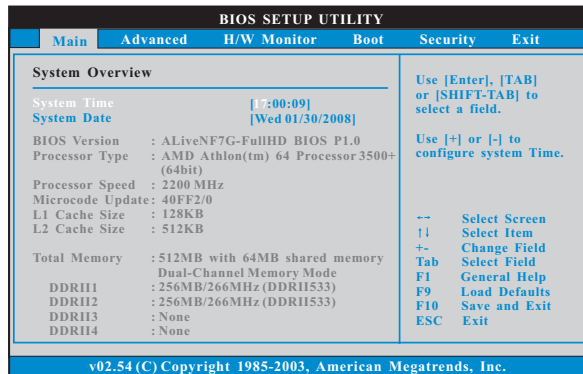 BIOS SETUP UTILITY
Main Advanced H/W Monitor Boot Security Exit
System Overview
System Time [17:00:09]
System Date [Wed 01/30/2008]
BIOS Version : ALiveNF7G-FullHD BIOS P1.0
Processor Type : AMD Athlon(tm) 64 Processor 3500+
(64bit)
Processor Speed : 2200 MHz
Microcode Update : 40FF2/0
L1 Cache Size : 128KB
L2 Cache Size : 512KB
Total Memory : 512MB with 64MB shared memory
Dual-Channel Memory Mode
DDRII1 : 256MB/266MHz (DDRII533)
DDRII2 : 256MB/266MHz (DDRII533)
DDRII3 : None
DDRII4 : None
Use [Enter], [TAB]
or [SHIFT-TAB] to
select a field.
Use [+] or [-] to
configure system Time.
←→ Select Screen
↑↓ Select Item
+- Change Field
Tab Select Field
F1 General Help
F9 Load Defaults
F10 Save and Exit
ESC Exit
v02.54 (C) Copyright 1985-2003, American Megatrends, Inc.